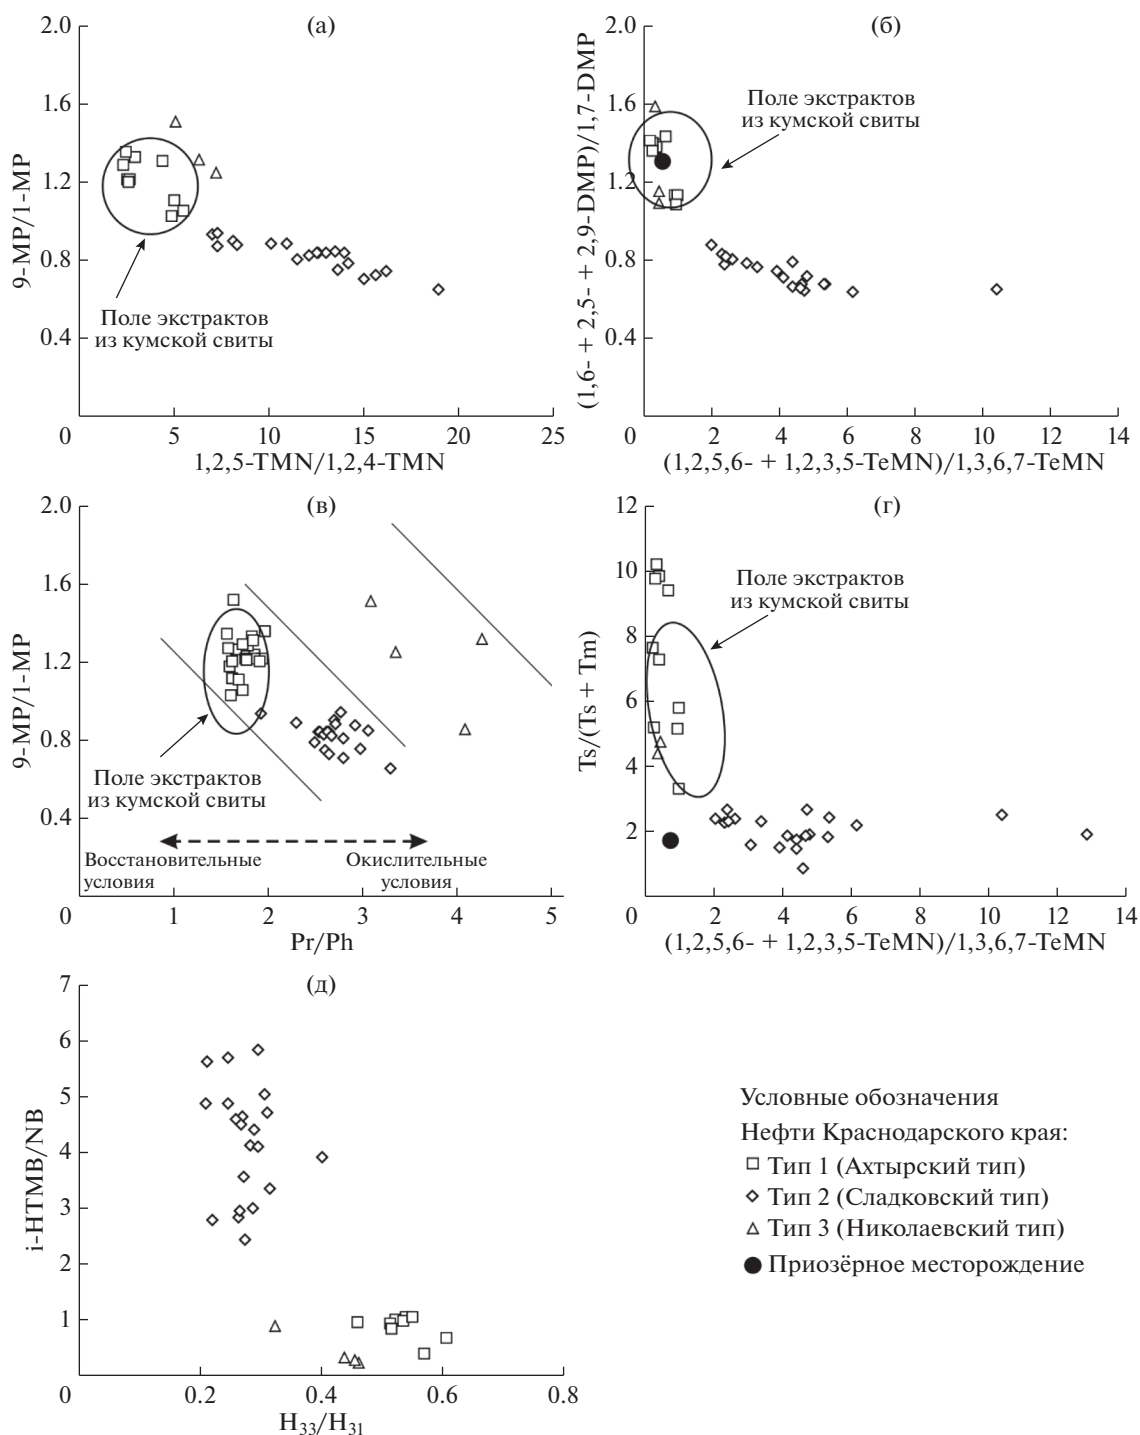 (а)
2.0
1.6
1.2
0.8
0.4
0
5
10
15
20
25
9-MP/1-MP
1,2,5-TMN/1,2,4-TMN
Поле экстрактов
из кумской свиты
(б)
2.0
1.6
1.2
0.8
0.4
0
2
4
6
8
10
12
14
(1,6- + 2,5- + 2,9-DMP)/1,7-DMP
(1,2,5,6- + 1,2,3,5-TeMN)/1,3,6,7-TeMN
Поле экстрактов
из кумской свиты
(в)
2.0
1.6
1.2
0.8
0.4
0
1
2
3
4
5
9-MP/1-MP
Pr/Ph
Поле экстрактов
из кумской свиты
Восстановительные
условия
Окислительные
условия
(г)
12
10
8
6
4
2
0
2
4
6
8
10
12
14
Ts/(Ts + Tm)
(1,2,5,6- + 1,2,3,5-TeMN)/1,3,6,7-TeMN
Поле экстрактов
из кумской свиты
(д)
7
6
5
4
3
2
1
0
0.2
0.4
0.6
0.8
i-HTMB/NB
H33/H31
Условные обозначения
Нефти Краснодарского края:
Тип 1 (Ахтырский тип)
Тип 2 (Сладковский тип)
Тип 3 (Николаевский тип)
Приозёрное месторождение